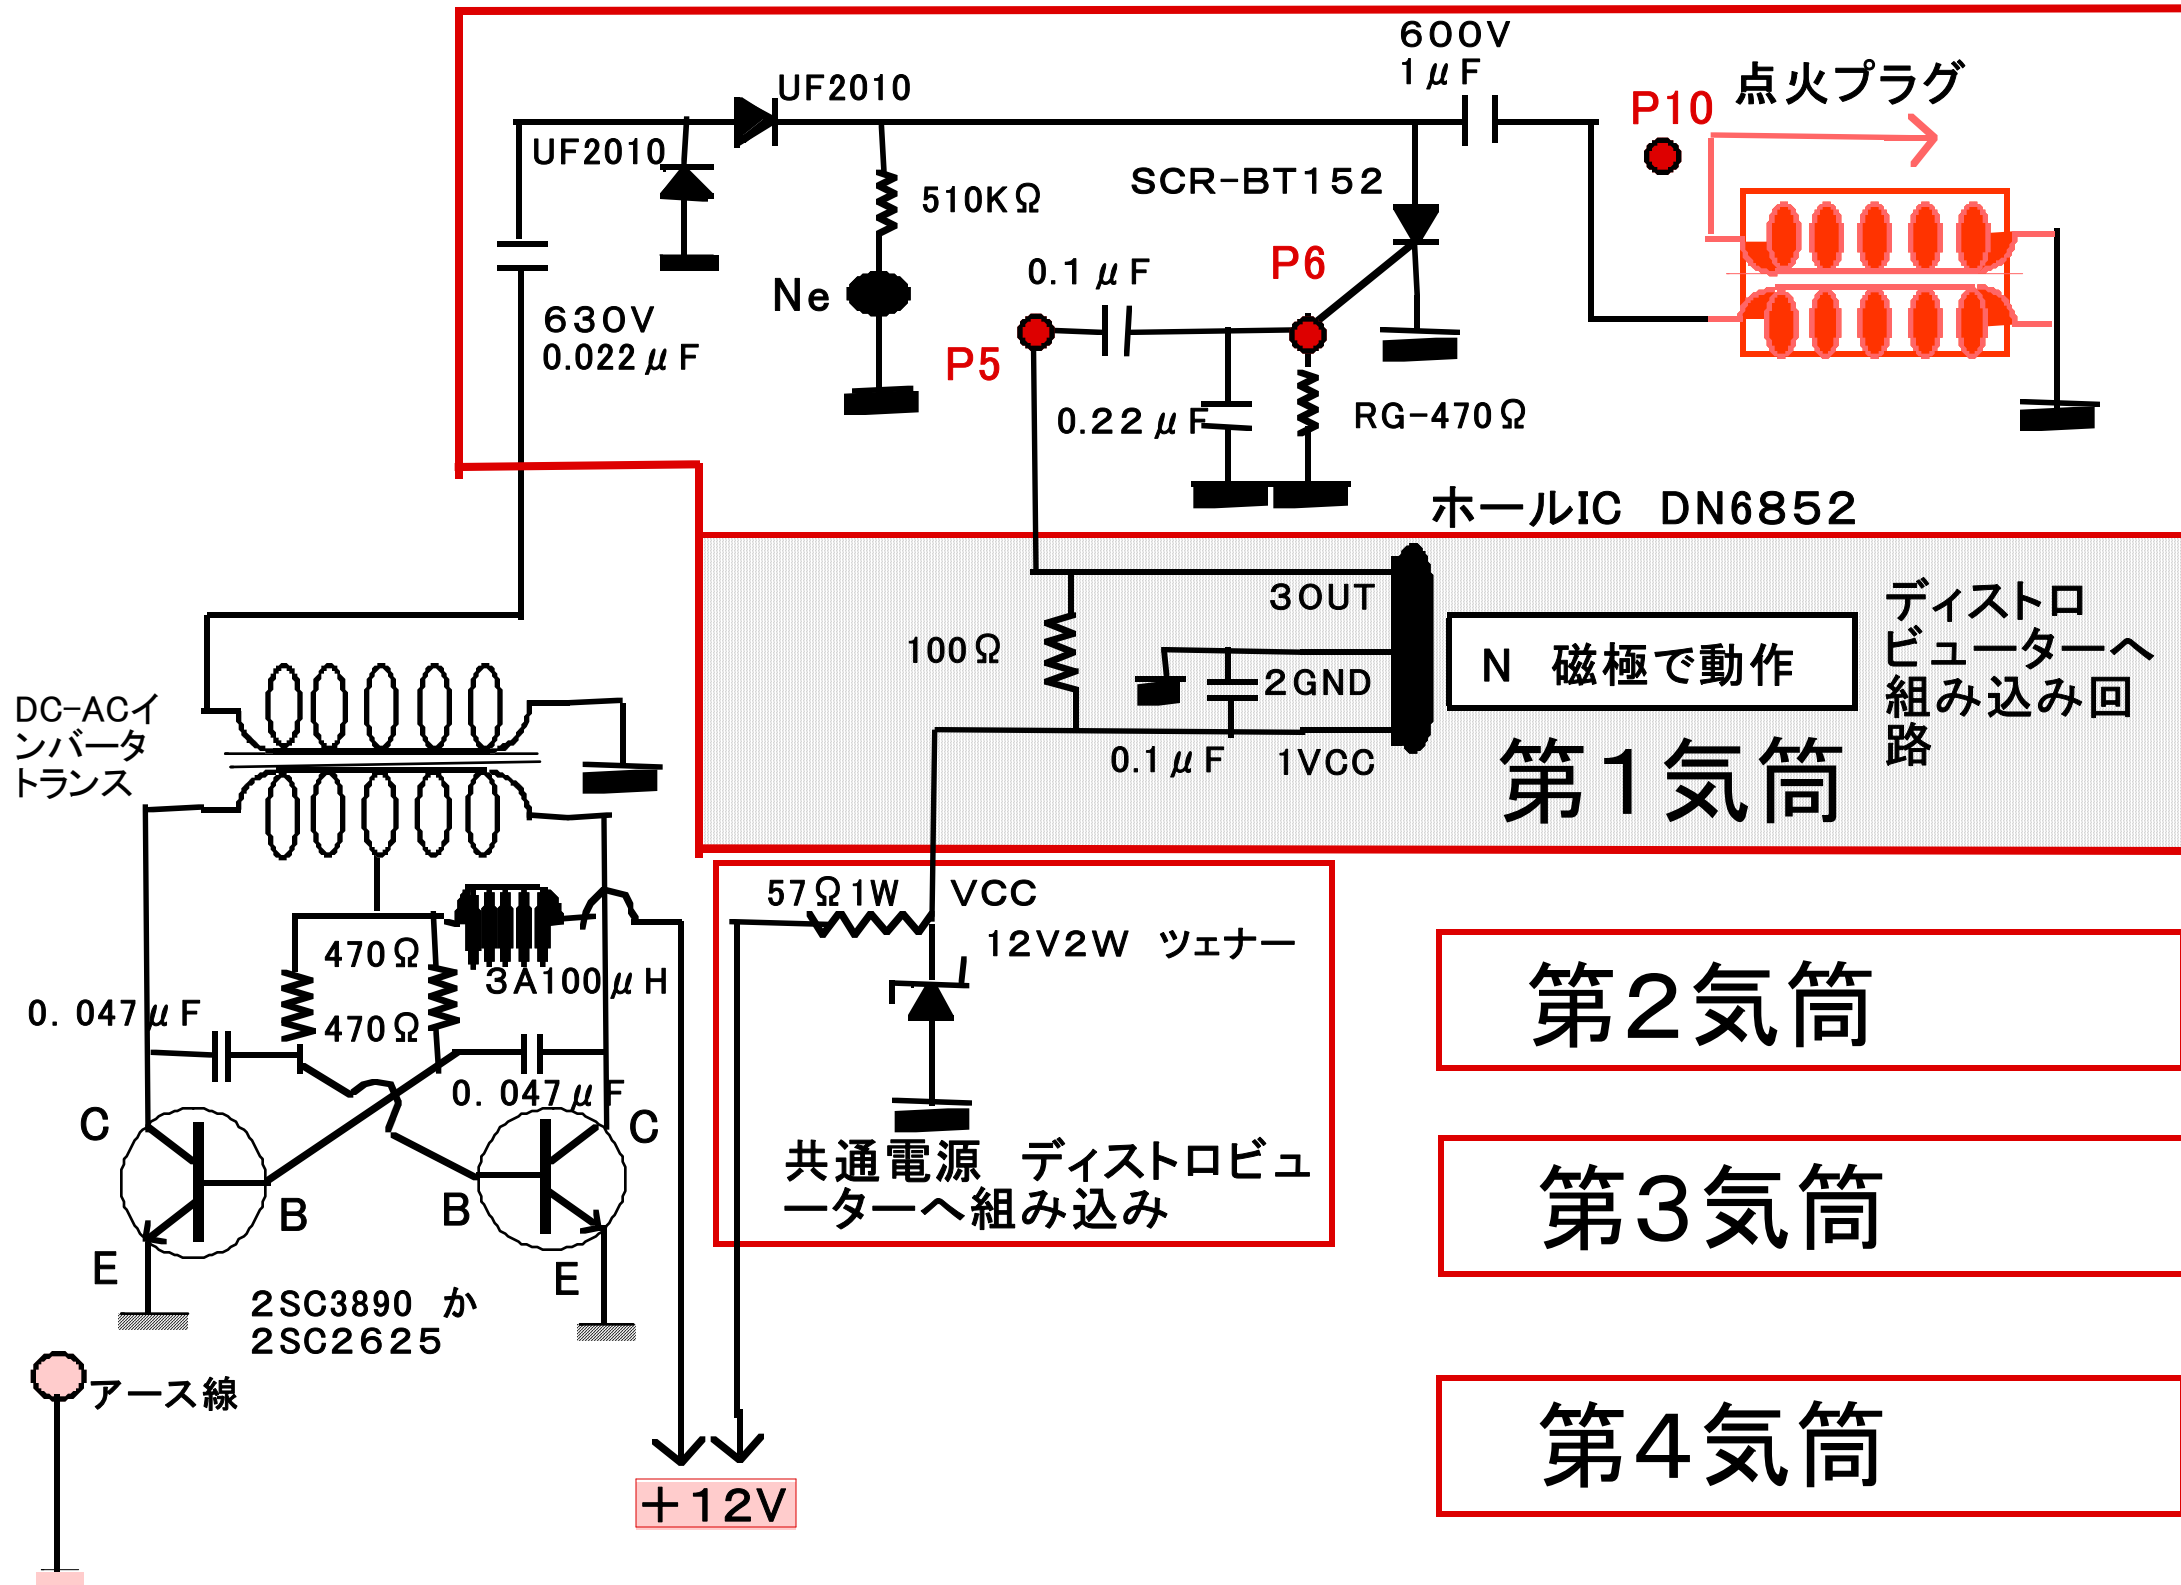 600V
1μF
UF2010
点火プラグ
P10
UF2010
SCR−BT152
510KΩ
P6
0.1μF
Ne
630V
0.022μF
P5
0.22μF
RG−470Ω
ホールIC　DN6852
3OUT
100Ω
2GND
N　磁極で動作
ディストロ
ビューターへ
組み込み回
路
DC−ACイ
ンバータ
トランス
0.1μF
1VCC
第1気筒
57Ω1W
VCC
12V2W　ツェナー
470Ω
3A100μH
0. 047μF
470Ω
第2気筒
0. 047μF
C
C
共通電源　ディストロビュ
ーターへ組み込み
B
B
E
E
第3気筒
2SC3890　か
2SC2625
アース線
第4気筒
＋12V